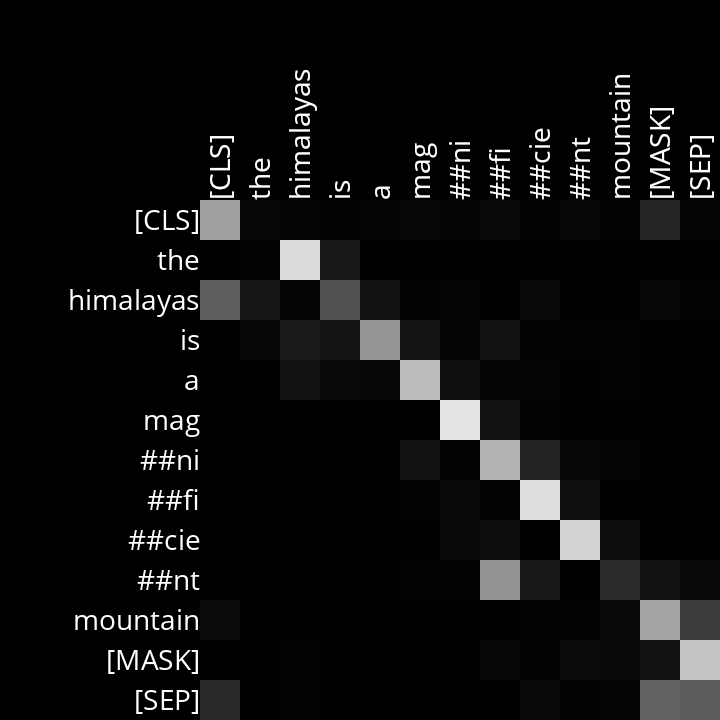 [CLS] the himalayas is a mag ##ni ##fi ##cie ##nt mountain [MASK] [SEP]
[CLS]
the
himalayas
is
a
mag
##ni
##fi
##cie
##nt
mountain
[MASK]
[SEP]